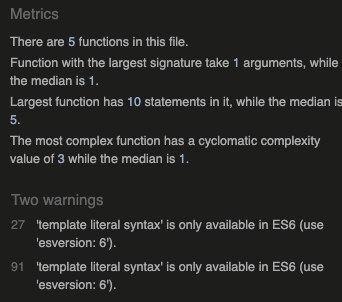 Metrics
There are 5 functions in this file.
Function with the largest signature take 1 arguments, while
the median is 1.
Largest function has 10 statements in it, while the median is
5.
The most complex function has a cyclomatic complexity
value of 3 while the median is 1.
Two warnings
27 'template literal syntax' is only available in ES6 (use
'esversion: 6').
91 'template literal syntax' is only available in ES6 (use
'esversion: 6').